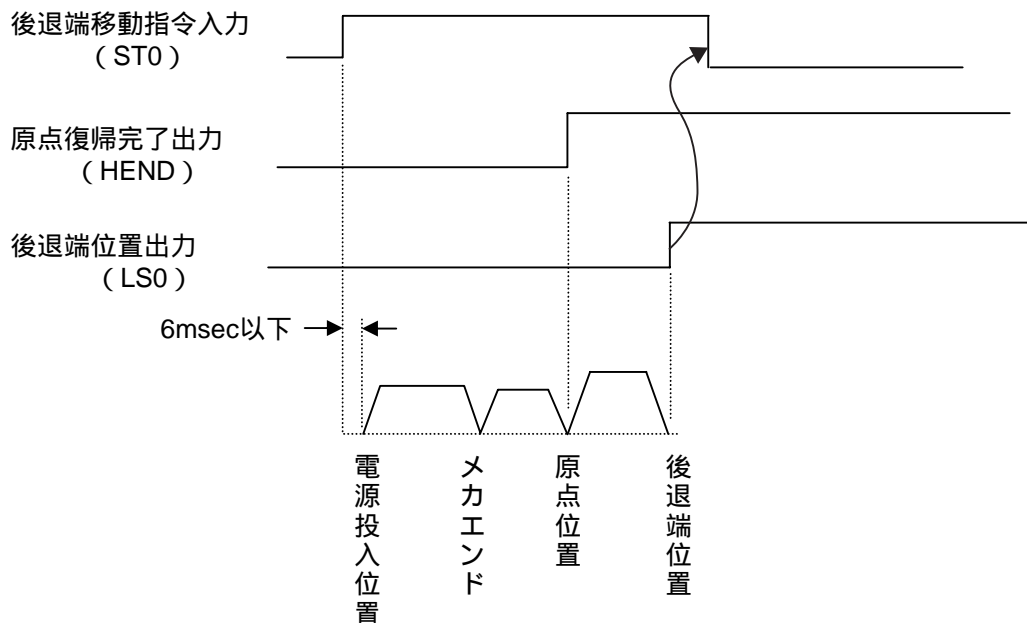 後退端移動指令入力
（ST0）
原点復帰完了出力
（HEND）
後退端位置出力
（LS0）
6msec以下
電源投入位置
メカエンド
原点位置
後退端位置